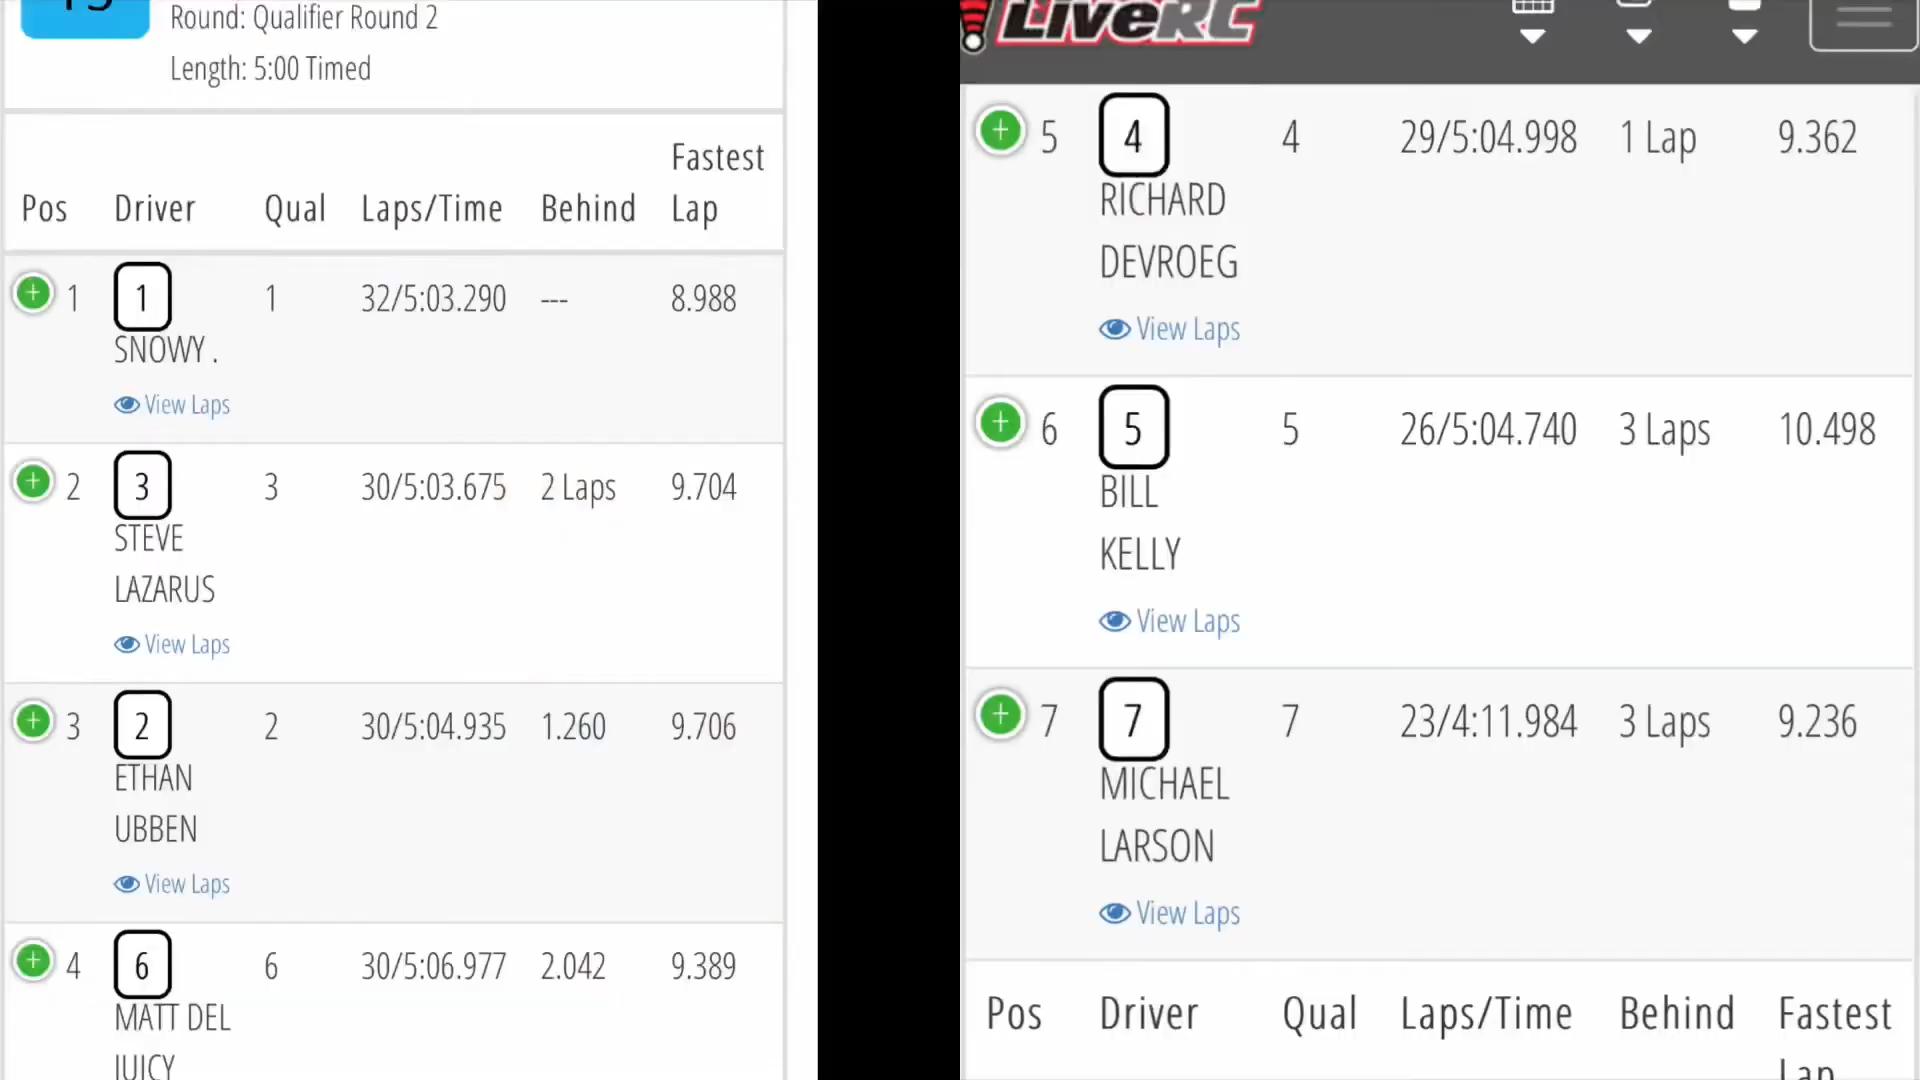 Round: Qualifier Round 2
Length: 5:00 Timed
Pos Driver Qual Laps/Time Behind Fastest Lap
1 1 1 32/5:03.290 --- 8.988
SNOWY .
View Laps
2 3 3 30/5:03.675 2 Laps 9.704
STEVE
LAZARUS
View Laps
3 2 2 30/5:04.935 1.260 9.706
ETHAN
UBBEN
View Laps
4 6 6 30/5:06.977 2.042 9.389
MATT DEL
JUICY
LiveRC
5 4 4 29/5:04.998 1 Lap 9.362
RICHARD
DEVROEG
View Laps
6 5 5 26/5:04.740 3 Laps 10.498
BILL
KELLY
View Laps
7 7 7 23/4:11.984 3 Laps 9.236
MICHAEL
LARSON
View Laps
Pos Driver Qual Laps/Time Behind Fastest
Lap